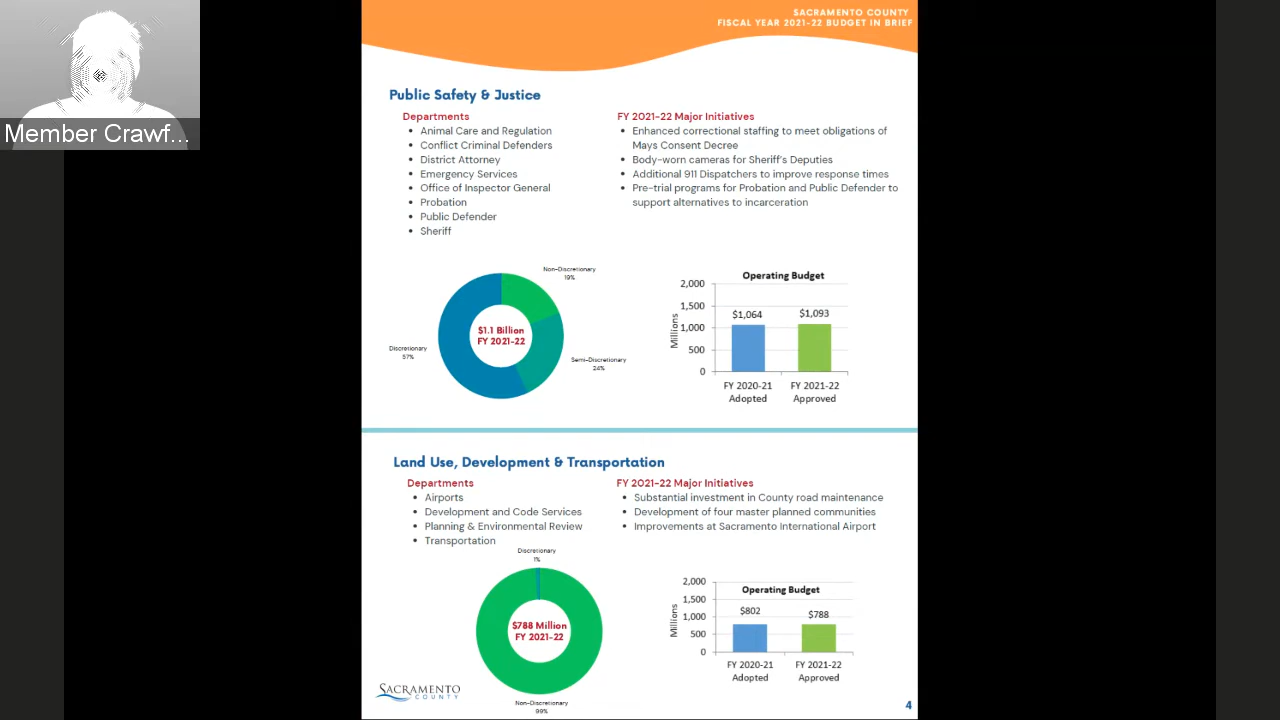 SACRAMENTO COUNTY
FISCAL YEAR 2021-22 BUDGET IN BRIEF
Member Crawf...
Public Safety & Justice
Departments
• Animal Care and Regulation
• Conflict Criminal Defenders
• District Attorney
• Emergency Services
• Office of Inspector General
• Probation
• Public Defender
• Sheriff
FY 2021-22 Major Initiatives
• Enhanced correctional staffing to meet obligations of
Mays Consent Decree
• Body-worn cameras for Sheriff's Deputies
• Additional 911 Dispatchers to improve response times
• Pre-trial programs for Probation and Public Defender to
support alternatives to incarceration
Non-Discretionary
19%
$1.1 Billion
FY 2021-22
Discretionary
57%
Semi-Discretionary
24%
Operating Budget
2,000
1,500
1,000
500
0
Millions
$1,064
$1,093
FY 2020-21
Adopted
FY 2021-22
Approved
Land Use, Development & Transportation
Departments
• Airports
• Development and Code Services
• Planning & Environmental Review
• Transportation
FY 2021-22 Major Initiatives
• Substantial investment in County road maintenance
• Development of four master planned communities
• Improvements at Sacramento International Airport
Discretionary
1%
$788 Million
FY 2021-22
Non-Discretionary
99%
Operating Budget
2,000
1,500
1,000
500
0
Millions
$802
$788
FY 2020-21
Adopted
FY 2021-22
Approved
SACRAMENTO
COUNTY
4